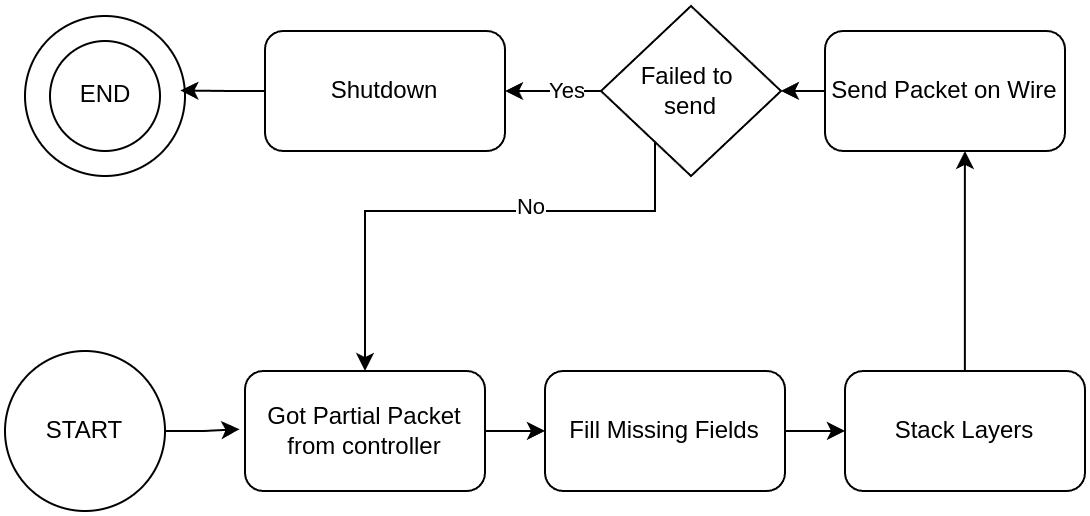 END
Shutdown
Yes
Failed to
send
Send Packet on Wire
No
START
Got Partial Packet
from controller
Fill Missing Fields
Stack Layers